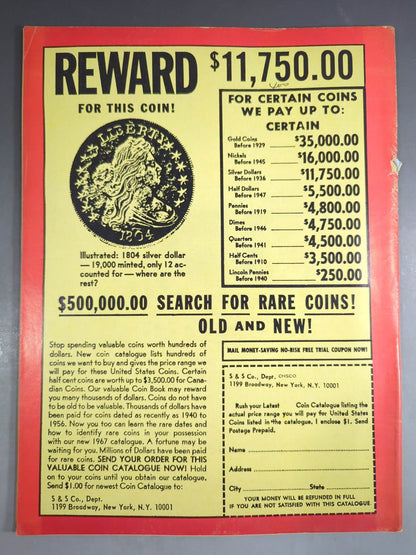 REWARD $11,750.00
FOR THIS COIN!
LIBERTY
1804
Illustrated: 1804 silver dollar
— 19,000 minted, only 12 ac-
counted for — where are the
rest?
FOR CERTAIN COINS
WE PAY UP TO:
CERTAIN
Gold Coins
Before 1929 $35,000.00
Nickels
Before 1945 $16,000.00
Silver Dollars
Before 1936 $11,750.00
Half Dollars
Before 1947 $5,500.00
Pennies
Before 1919 $4,800.00
Dimes
Before 1946 $4,750.00
Quarters
Before 1941 $4,500.00
Half Cents
Before 1910 $3,500.00
Lincoln Pennies
Before 1940 $250.00
$500,000.00 SEARCH FOR RARE COINS!
OLD and NEW!
Stop spending valuable coins worth hundreds of
dollars. New coin catalogue lists hundreds of
coins we want to buy and gives the price range we
will pay for these United States Coins. Certain
half cent coins are worth up to $3,500.00 for Cana-
dian Coins. Our valuable Coin Book may reward
you many thousands of dollars. Coins do not have
to be old to be valuable. Thousands of dollars have
been paid for coins dated as recently as 1940 to
1956. Now you too can learn the rare dates and
how to identify rare coins in your possession
with our new 1967 catalogue. A fortune may be
waiting for you. Millions of Dollars have been paid
for rare coins. SEND YOUR ORDER FOR THIS
VALUABLE COIN CATALOGUE NOW! Hold
on to your coins until you obtain our catalogue.
Send $1.00 for newest Coin Catalogue to:
S & S Co., Dept.
1199 Broadway, New York, N.Y. 10001
MAIL MONEY-SAVING NO-RISK FREE TRIAL COUPON NOW!
S & S Co., Dept. CHSCO
1199 Broadway, New York, N.Y. 10001
Rush your Latest Coin Catalogue listing the
actual price range you will pay for United States
Coins listed in the catalogue. I enclose $1. Send
Postage Prepaid.
Name
Address
City State
YOUR MONEY WILL BE REFUNDED IN FULL
IF YOU ARE NOT SATISFIED WITH THIS CATALOGUE